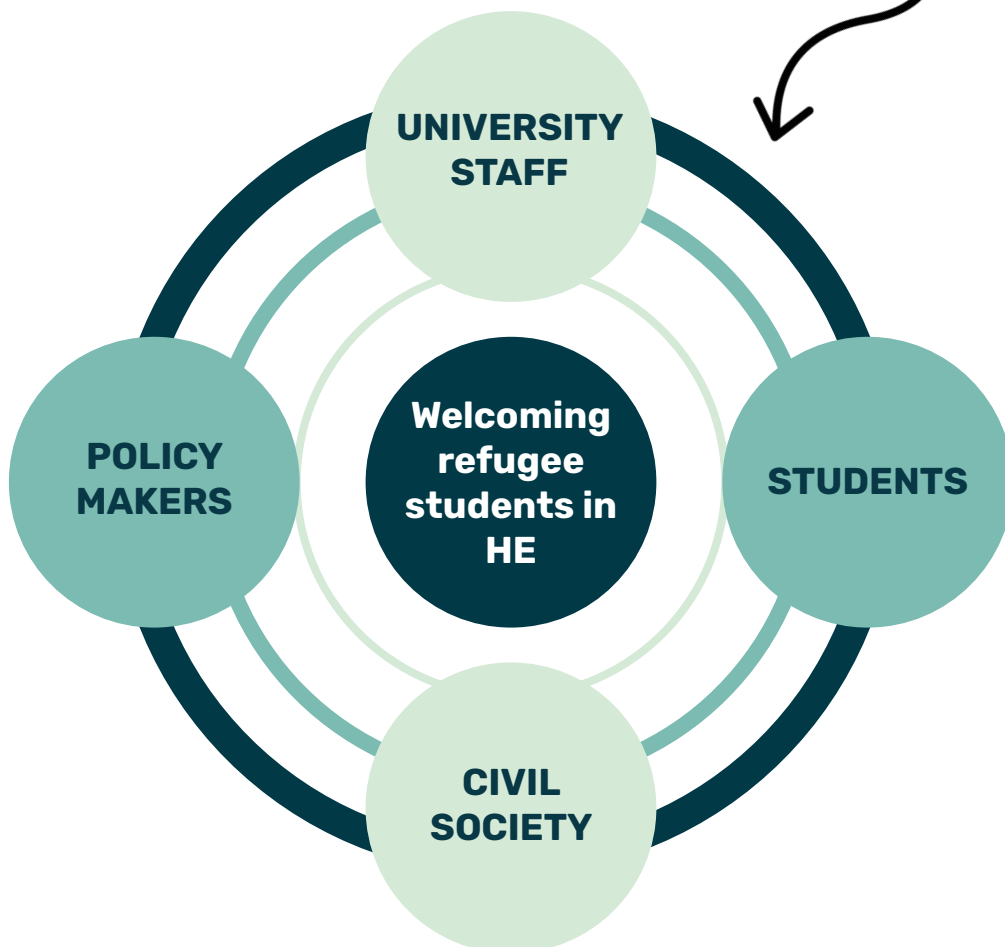 UNIVERSITY
STAFF
POLICY
MAKERS
Welcoming
refugee
students in
HE
STUDENTS
CIVIL
SOCIETY